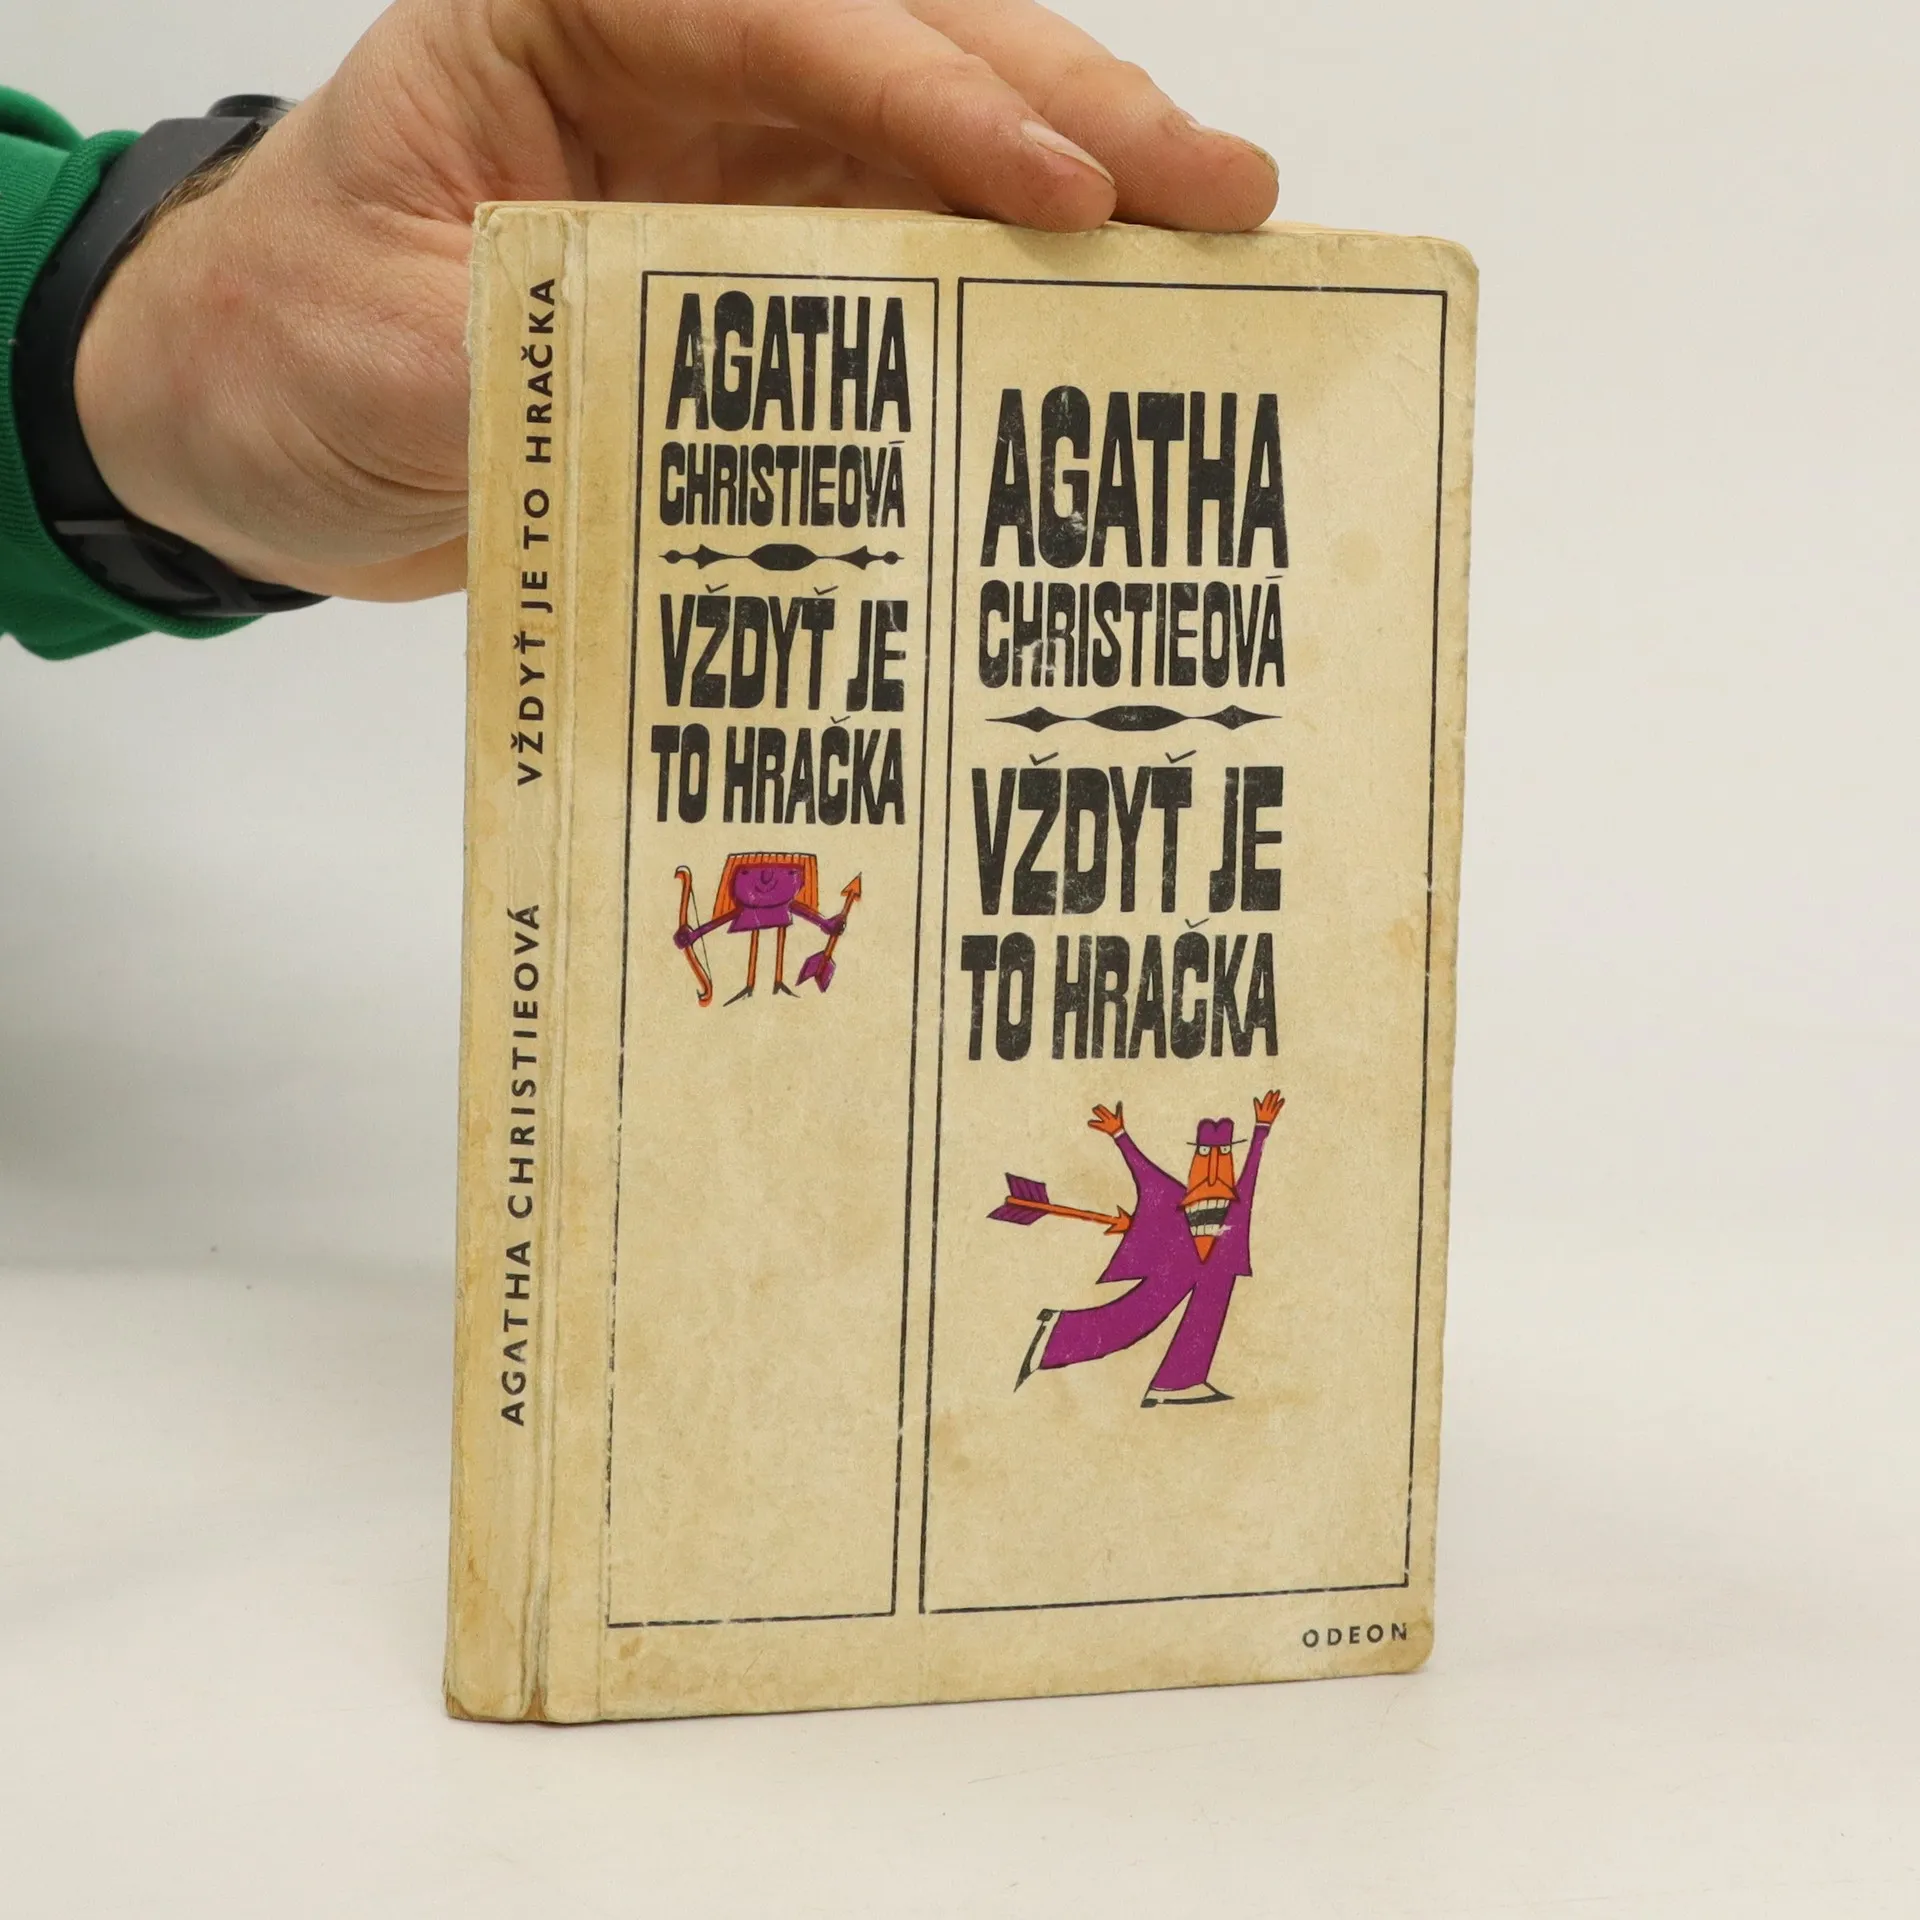 AGATHA CHRISTIEOVÁ VŽDYŤ JE TO HRAČKA
AGATHA
CHRISTIEOVÁ
VŽDYŤ JE
TO HRAČKA
AGATHA
CHRISTIEOVÁ
VŽDYŤ JE
TO HRAČKA
ODEON